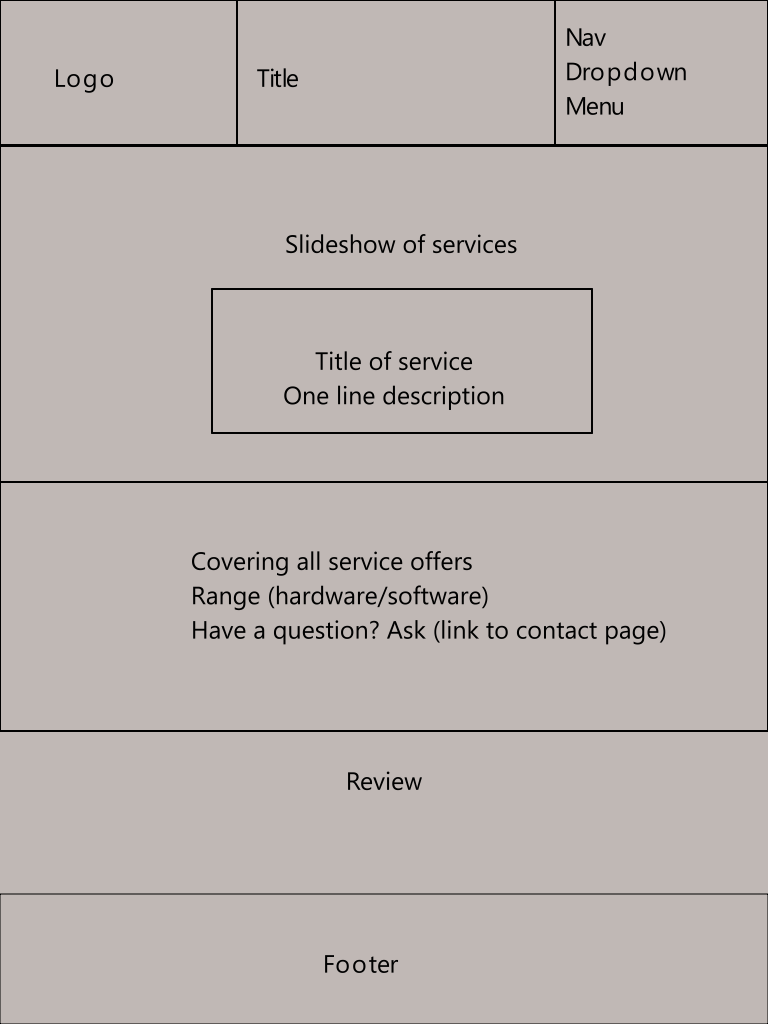 Logo
Title
Nav
Dropdown
Menu
Slideshow of services
Title of service
One line description
Covering all service offers
Range (hardware/software)
Have a question? Ask (link to contact page)
Review
Footer